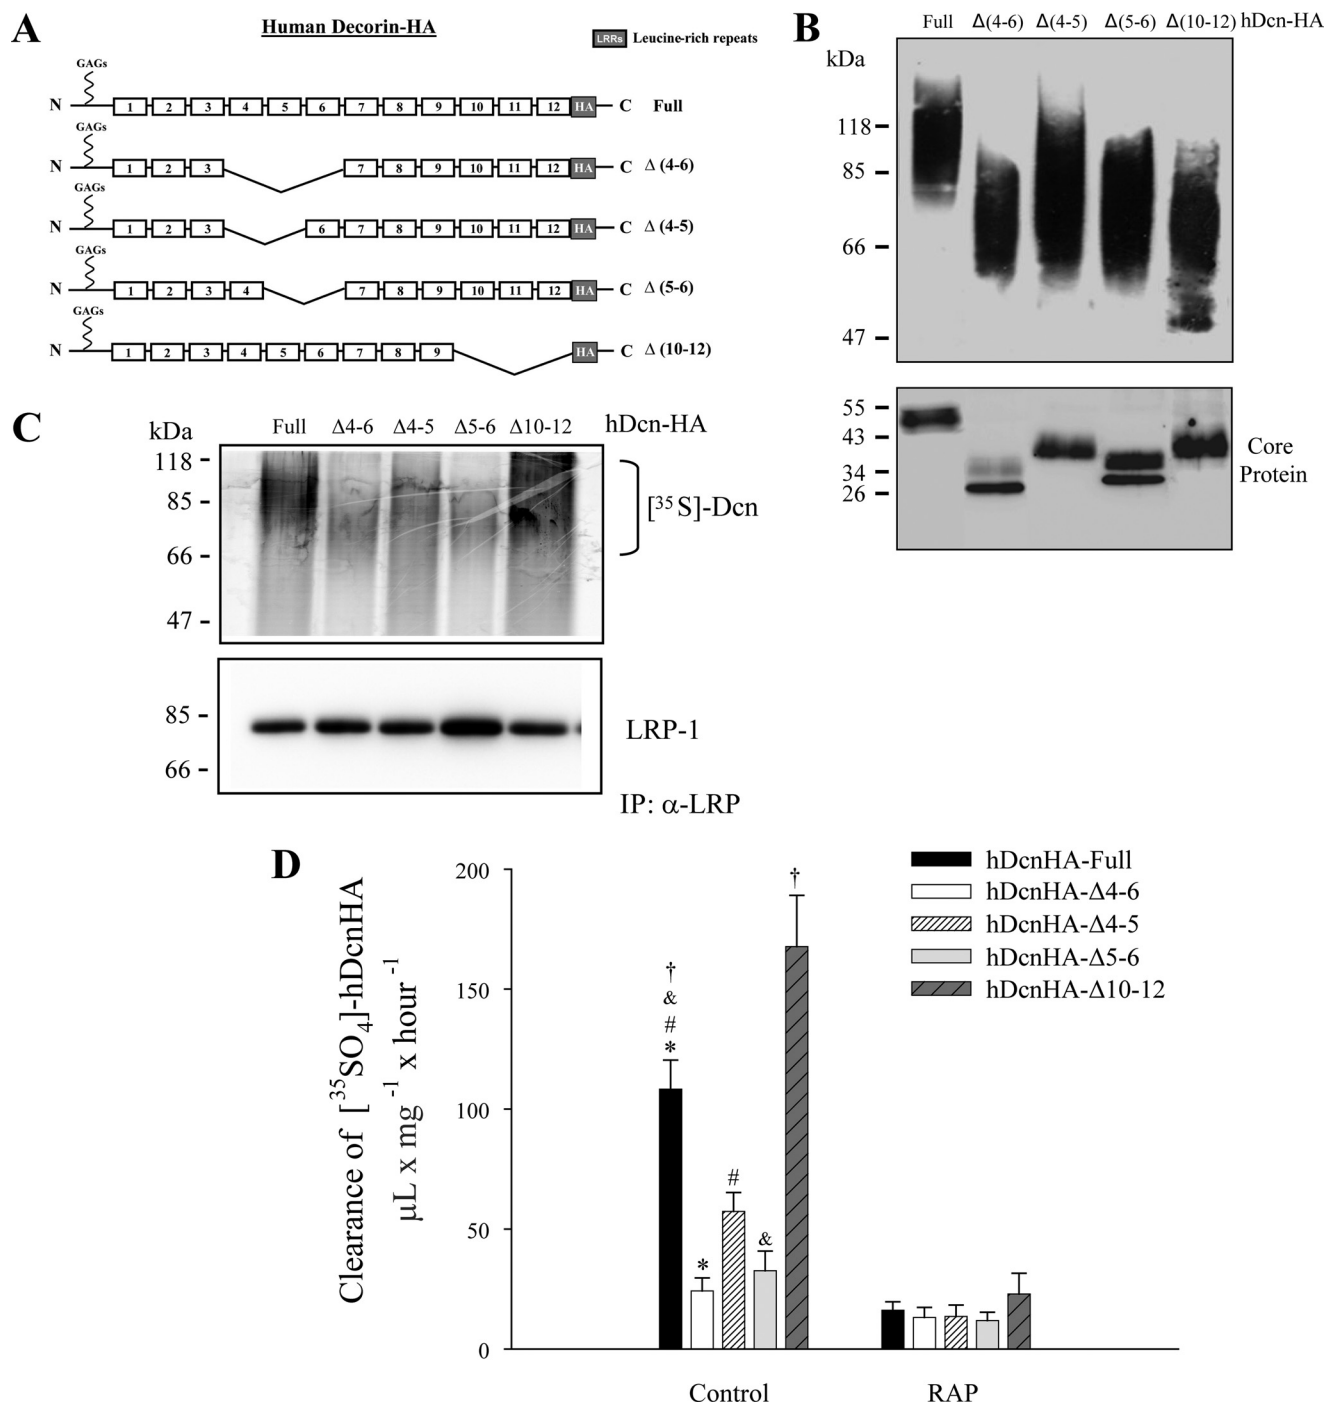 A
Human Decorin-HA
LRRs Leucine-rich repeats
GAGs
N 1 2 3 4 5 6 7 8 9 10 11 12 HA C Full
GAGs
N 1 2 3 7 8 9 10 11 12 HA C Δ (4-6)
GAGs
N 1 2 3 6 7 8 9 10 11 12 HA C Δ (4-5)
GAGs
N 1 2 3 4 7 8 9 10 11 12 HA C Δ (5-6)
GAGs
N 1 2 3 4 5 6 7 8 9 HA C Δ (10-12)
B
Full Δ(4-6) Δ(4-5) Δ(5-6) Δ(10-12) hDcn-HA
kDa
118
85
66
47
55
43
34
26
Core
Protein
C
Full Δ4-6 Δ4-5 Δ5-6 Δ10-12 hDcn-HA
kDa
118
85
66
47
[³⁵S]-Dcn
85
66
LRP-1
IP: α-LRP
D
Clearance of [³⁵SO₄]-hDcnHA
μL x mg⁻¹ x hour⁻¹
200
150
100
50
0
†
&
#
*
*
#
&
†
Control RAP
hDcnHA-Full
hDcnHA-Δ4-6
hDcnHA-Δ4-5
hDcnHA-Δ5-6
hDcnHA-Δ10-12